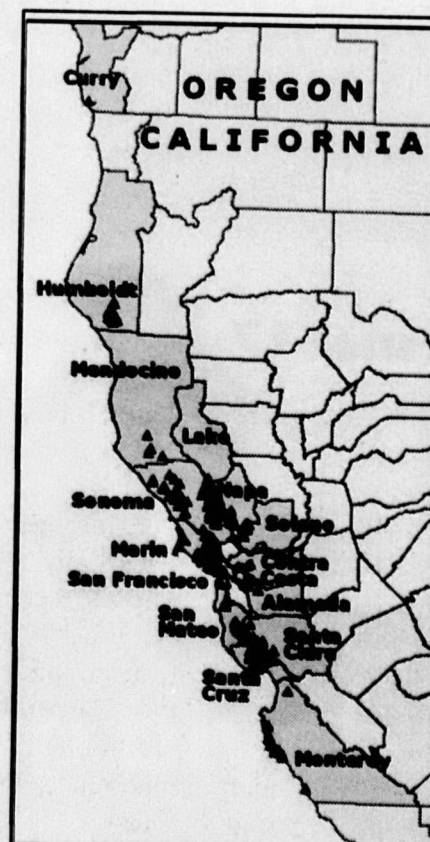 Curry
OREGON
CALIFORNIA
Humboldt
Mendocino
Lake
Napa
Sonoma
Solano
Marin
Contra
Costa
San Francisco
Alameda
San
Mateo
Santa
Clara
Santa
Cruz
Monterey